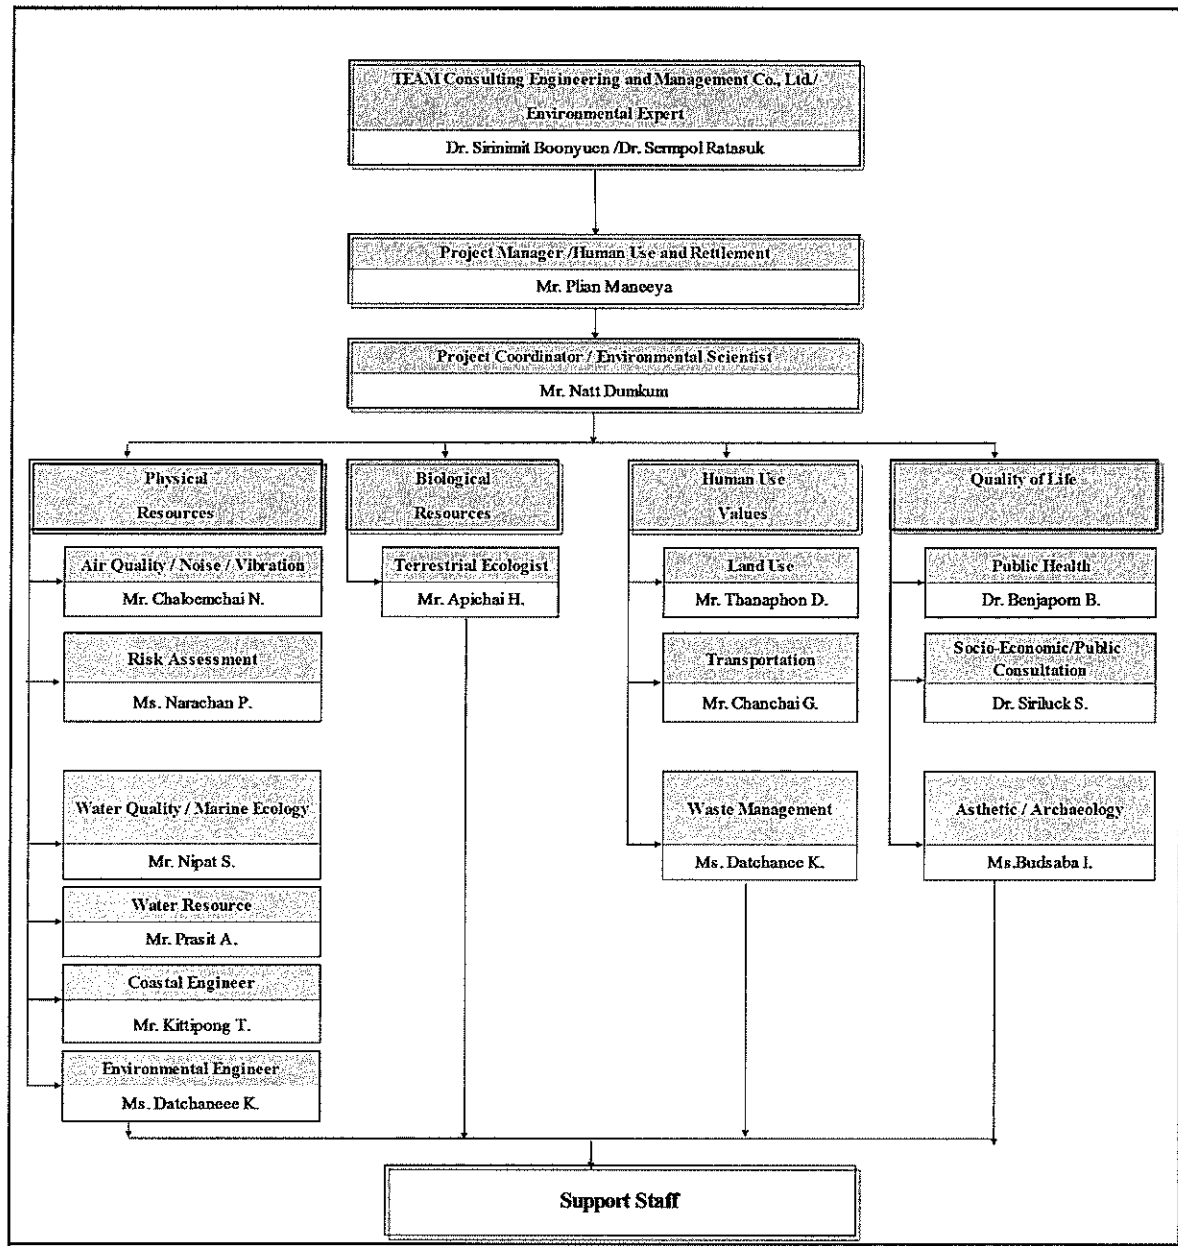 TEAM Consulting Engineering and Management Co., Ltd./
Environmental Expert
Dr. Sirinimit Boonyuen /Dr. Sermpol Ratasuk
Project Manager /Human Use and Rettlement
Mr. Plian Maneeya
Project Coordinator / Environmental Scientist
Mr. Natt Dumkum
Physical
Resources
Air Quality / Noise / Vibration
Mr. Chaloemchai N.
Risk Assessment
Ms. Narachan P.
Water Quality / Marine Ecology
Mr. Nipat S.
Water Resource
Mr. Prasit A.
Coastal Engineer
Mr. Kittipong T.
Environmental Engineer
Ms. Datchaneee K.
Biological
Resources
Terrestrial Ecologist
Mr. Apichai H.
Human Use
Values
Land Use
Mr. Thanaphon D.
Transportation
Mr. Chanchai G.
Waste Management
Ms. Datchanee K.
Quality of Life
Public Health
Dr. Benjaporn B.
Socio-Economic/Public
Consultation
Dr. Siriluck S.
Asthetic / Archaeology
Ms.Budsaba I.
Support Staff